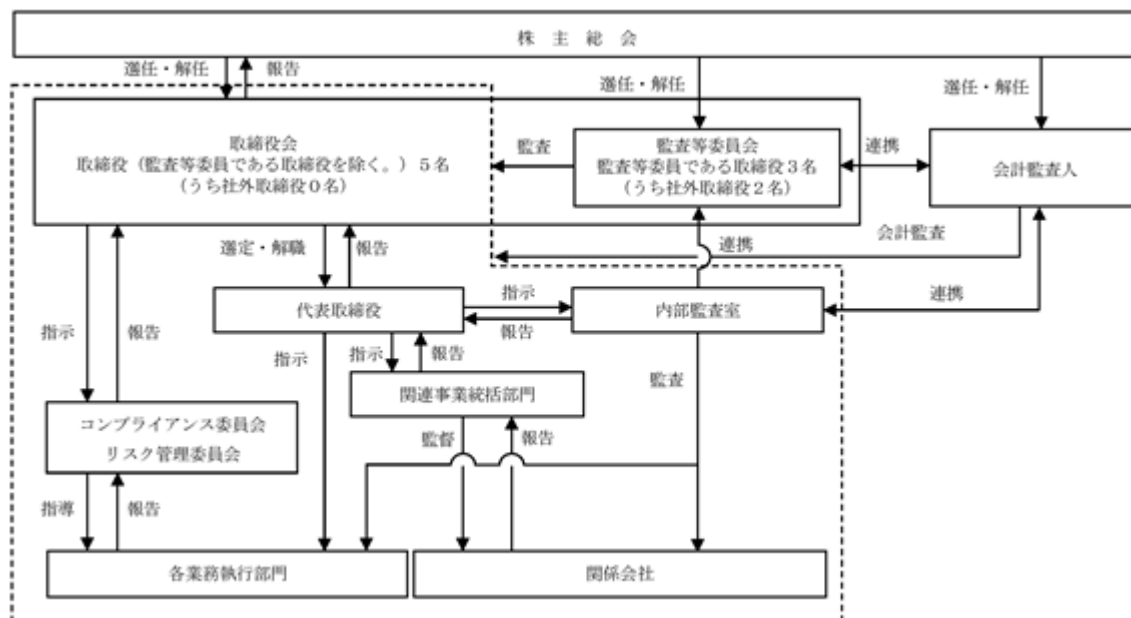 株主総会
選任・解任
報告
選任・解任
選任・解任
取締役会
取締役（監査等委員である取締役を除く。）５名
（うち社外取締役０名）
監査
監査等委員会
監査等委員である取締役３名
（うち社外取締役２名）
連携
会計監査人
選定・解職
報告
連携
会計監査
代表取締役
指示
報告
内部監査室
連携
指示
報告
指示
指示
報告
監査
関連事業統括部門
コンプライアンス委員会
リスク管理委員会
監督
報告
指導
報告
各業務執行部門
関係会社